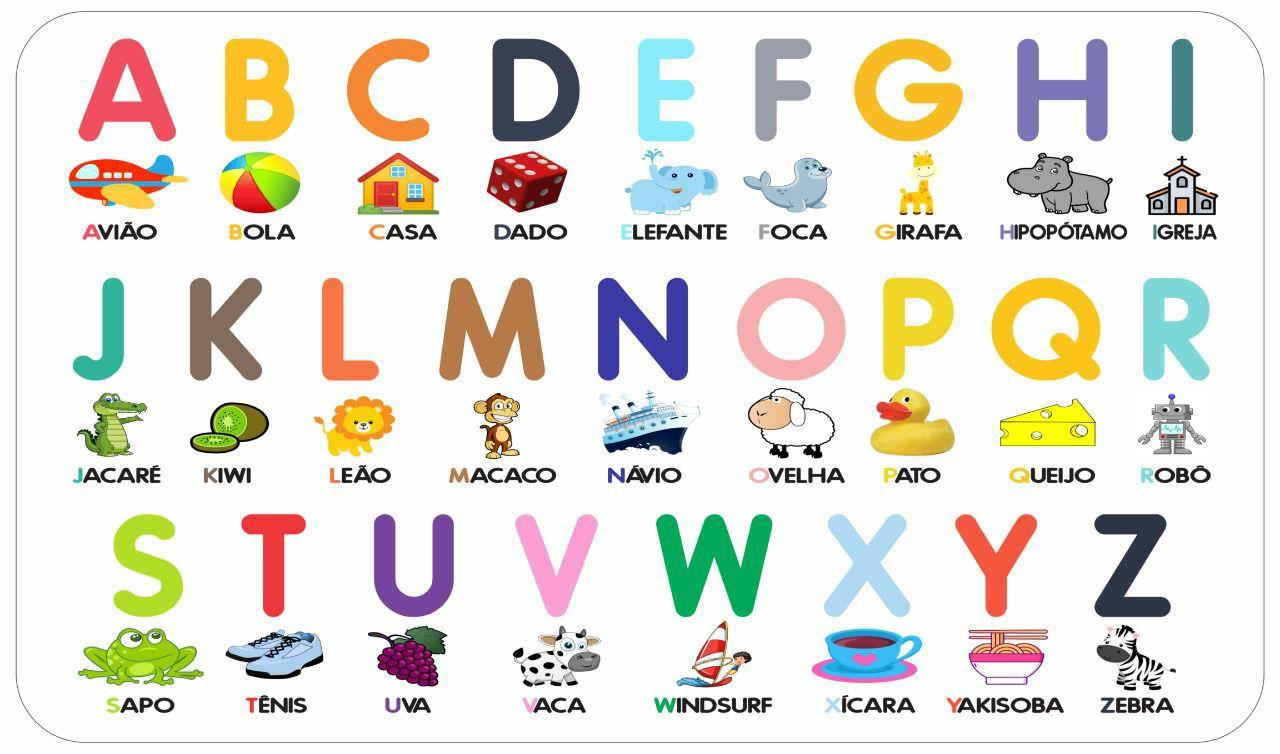 A B C D E F G H I
AVIÃO BOLA CASA DADO ELEFANTE FOCA GIRAFA HIPOPÓTAMO IGREJA
J K L M N O P Q R
JACARÉ KIWI LEÃO MACACO NÁVIO OVELHA PATO QUEIJO ROBÔ
S T U V W X Y Z
SAPO TÊNIS UVA VACA WINDSURF XÍCARA YAKISOBA ZEBRA